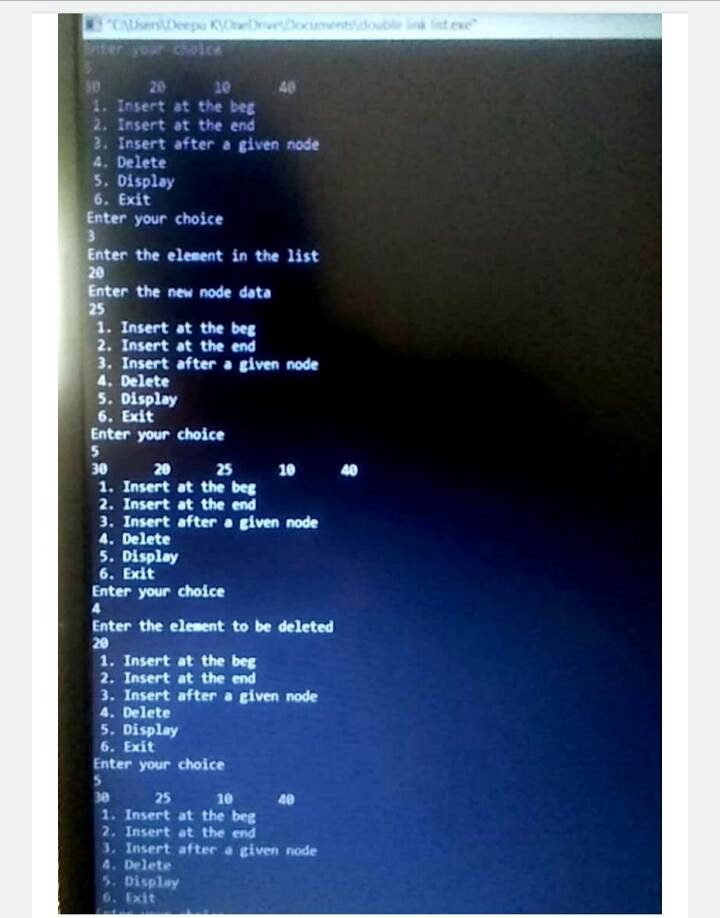 "C:\Users\Deepu K\OneDrive\Documents\double link list.exe"
Enter your choice
5
30 20 10 40
1. Insert at the beg
2. Insert at the end
3. Insert after a given node
4. Delete
5. Display
6. Exit
Enter your choice
3
Enter the element in the list
20
Enter the new node data
25
1. Insert at the beg
2. Insert at the end
3. Insert after a given node
4. Delete
5. Display
6. Exit
Enter your choice
5
30 20 25 10 40
1. Insert at the beg
2. Insert at the end
3. Insert after a given node
4. Delete
5. Display
6. Exit
Enter your choice
4
Enter the element to be deleted
20
1. Insert at the beg
2. Insert at the end
3. Insert after a given node
4. Delete
5. Display
6. Exit
Enter your choice
5
30 25 10 40
1. Insert at the beg
2. Insert at the end
3. Insert after a given node
4. Delete
5. Display
6. Exit
Enter your choice